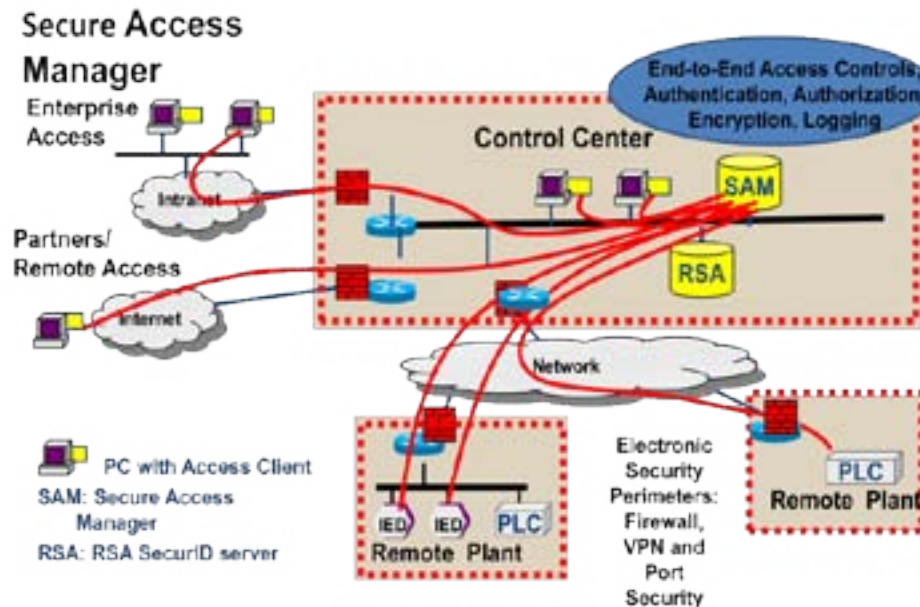 Secure Access
Manager
Enterprise
Access
Intranet
Partners/
Remote Access
Internet
End-to-End Access Controls,
Authentication, Authorization
Encryption, Logging
Control Center
SAM
RSA
Network
PC with Access Client
SAM: Secure Access
Manager
RSA: RSA SecurID server
IED
IED
PLC
Remote Plant
Electronic
Security
Perimeters:
Firewall,
VPN and
Port
Security
PLC
Remote Plant